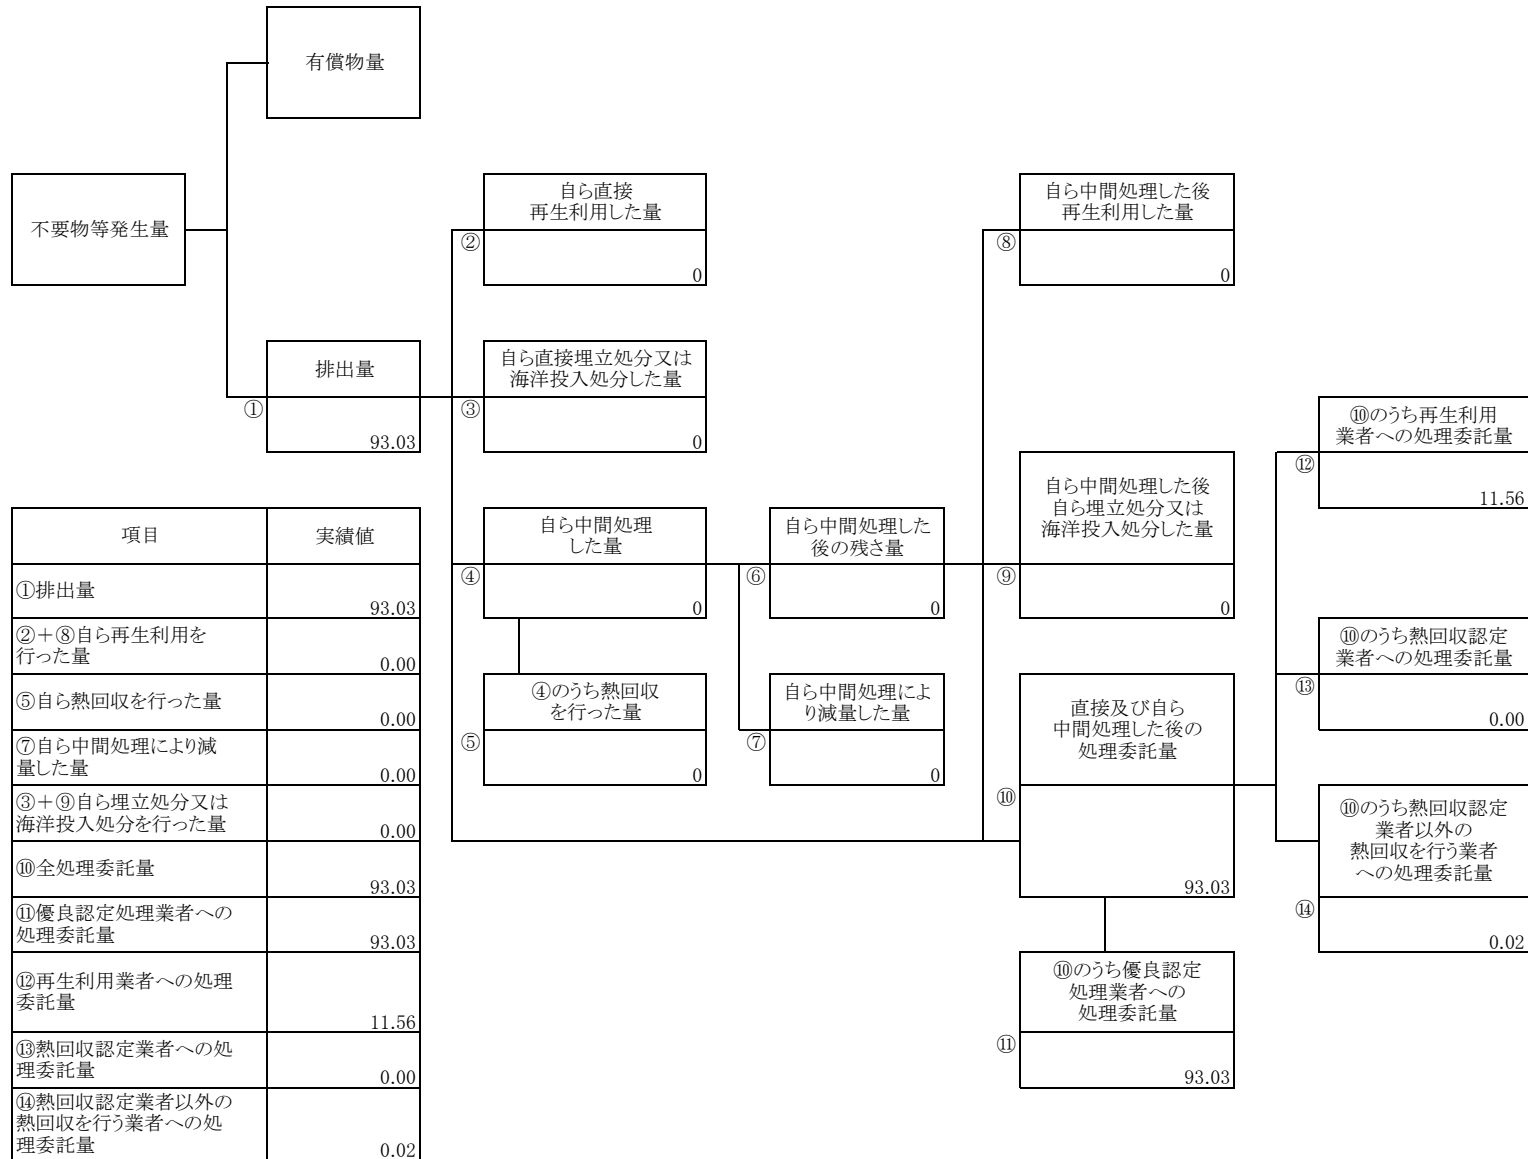 有償物量
不要物等発生量
自ら直接
再生利用した量
②
0
自ら中間処理した後
再生利用した量
⑧
0
排出量
①
93.03
自ら直接埋立処分又は
海洋投入処分した量
③
0
⑩のうち再生利用
業者への処理委託量
⑫
11.56
自ら中間処理
した量
④
0
自ら中間処理した
後の残さ量
⑥
0
自ら中間処理した後
自ら埋立処分又は
海洋投入処分した量
⑨
0
⑩のうち熱回収認定
業者への処理委託量
⑬
0.00
④のうち熱回収
を行った量
⑤
0
自ら中間処理によ
り減量した量
⑦
0
直接及び自ら
中間処理した後の
処理委託量
⑩
93.03
⑩のうち熱回収認定
業者以外の
熱回収を行う業者
への処理委託量
⑭
0.02
⑩のうち優良認定
処理業者への
処理委託量
⑪
93.03
項目 実績値
①排出量
93.03
②+⑧自ら再生利用を
行った量
0.00
⑤自ら熱回収を行った量
0.00
⑦自ら中間処理により減
量した量
0.00
③+⑨自ら埋立処分又は
海洋投入処分を行った量
0.00
⑩全処理委託量
93.03
⑪優良認定処理業者への
処理委託量
93.03
⑫再生利用業者への処理
委託量
11.56
⑬熱回収認定業者への処
理委託量
0.00
⑭熱回収認定業者以外の
熱回収を行う業者への処
理委託量
0.02